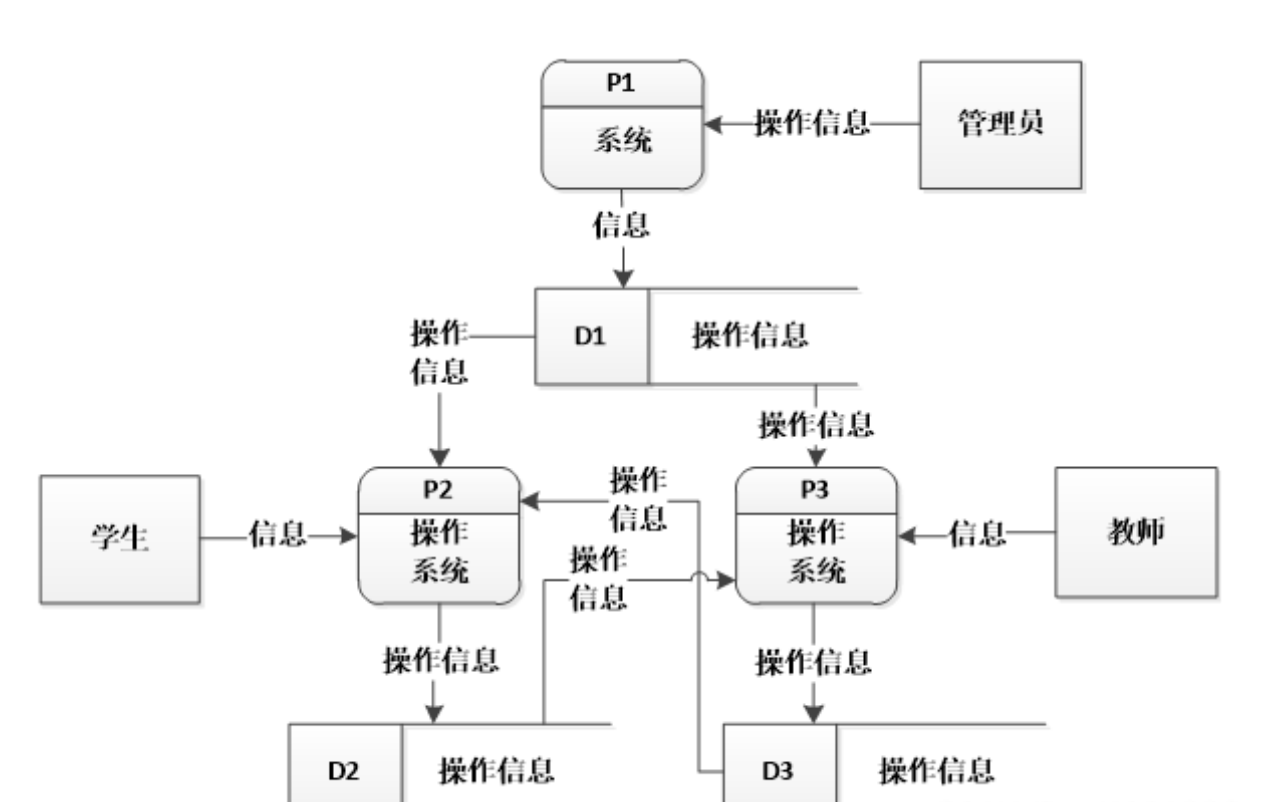 P1
系统
操作信息
管理员
信息
D1
操作信息
操作
信息
操作信息
学生
信息
P2
操作
系统
操作
信息
操作
信息
P3
操作
系统
信息
教师
操作信息
操作信息
D2
操作信息
D3
操作信息